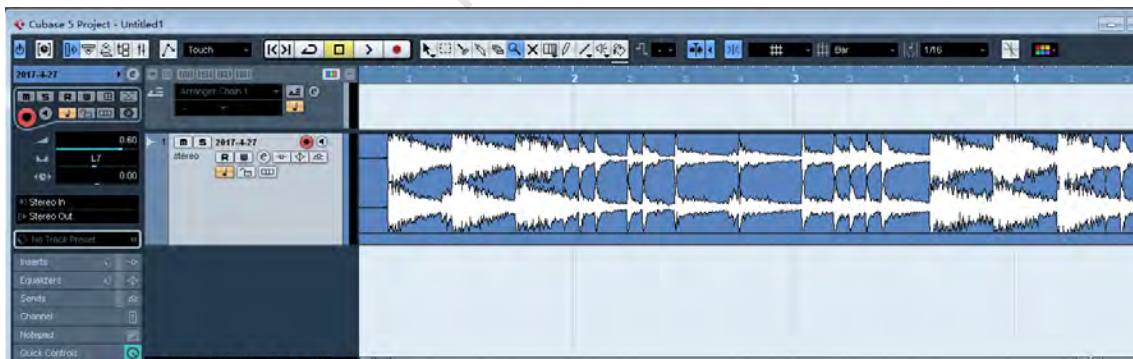 Cubase 5 Project - Untitled1
Touch
Bar
1/16
2017-4-27
Arranger Chain 1
2
3
4
0.60
L7
0.00
Stereo In
Stereo Out
No Track Preset
Inserts
Equalizers
Sends
Channel
Notepad
Quick Controls
1
m S 2017-4-27
stereo
R W e